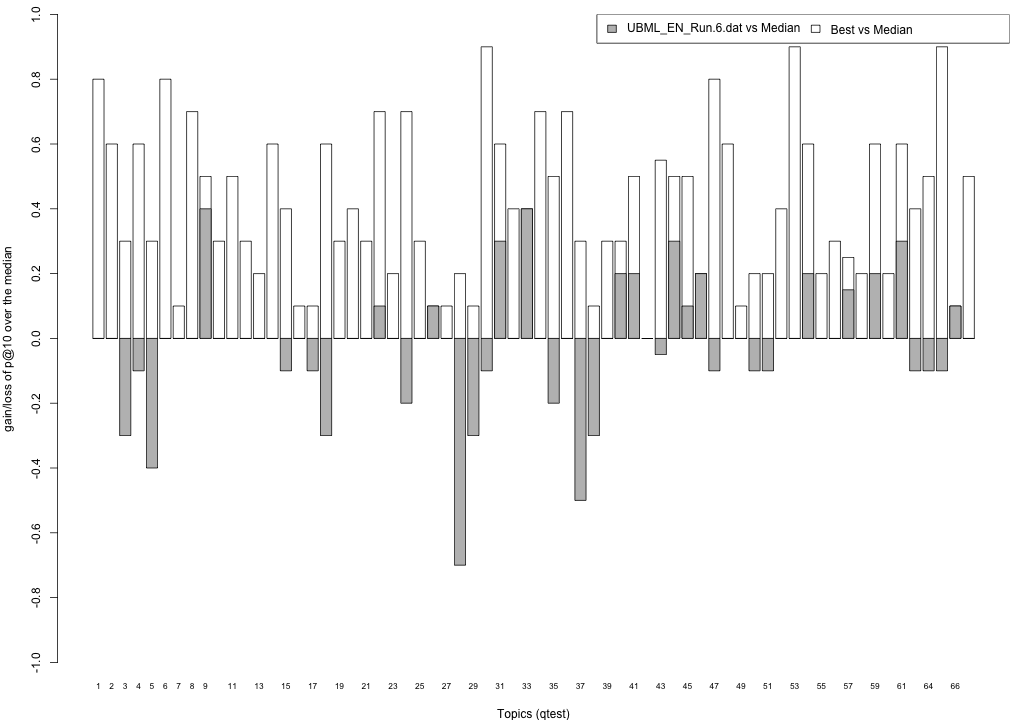 UBML_EN_Run.6.dat vs Median Best vs Median
gain/loss of p@10 over the median
1.0
0.8
0.6
0.4
0.2
0.0
-0.2
-0.4
-0.6
-0.8
-1.0
1 2 3 4 5 6 7 8 9 11 13 15 17 19 21 23 25 27 29 31 33 35 37 39 41 43 45 47 49 51 53 55 57 59 61 64 66
Topics (qtest)